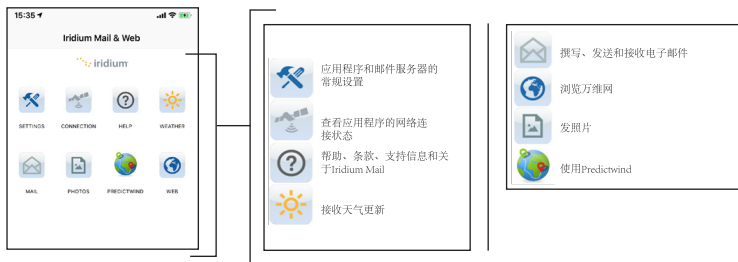 15:35
Iridium Mail & Web
iridium
SETTINGS
CONNECTION
HELP
WEATHER
MAIL
PHOTOS
PREDICTWIND
WEB
应用程序和邮件服务器的
常规设置
查看应用程序的网络连
接状态
帮助、条款、支持信息和关
于Iridium Mail
接收天气更新
撰写、发送和接收电子邮件
浏览万维网
发照片
使用Predictwind